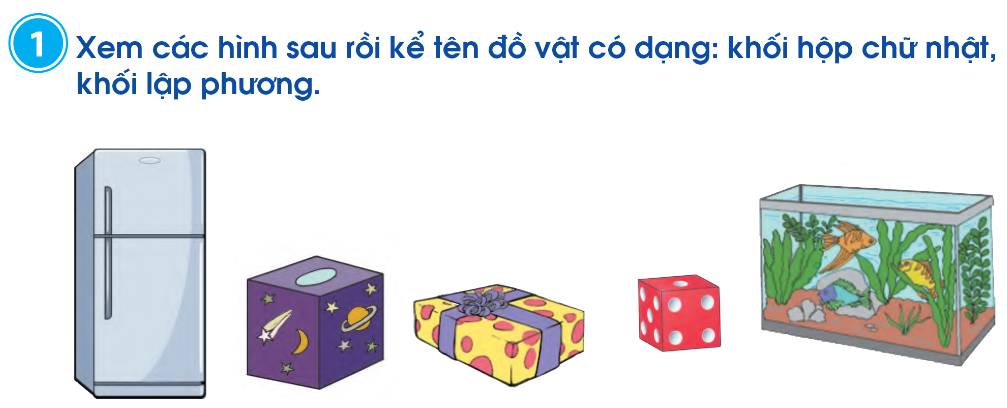 1 Xem các hình sau rồi kể tên đồ vật có dạng: khối hộp chữ nhật,
khối lập phương.